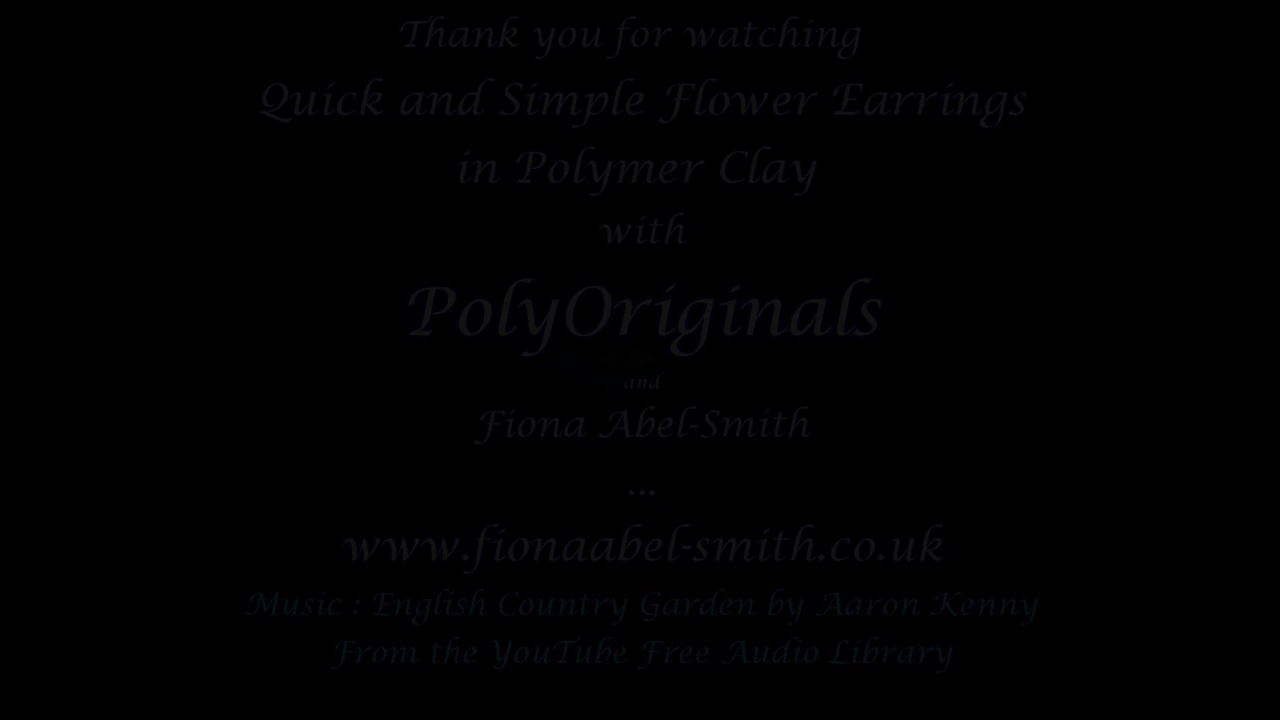 Thank you for watching
Quick and Simple Flower Earrings
in Polymer Clay
with
PolyOriginals
and
Fiona Abel-Smith
...
www.fionaabel-smith.co.uk
Music : English Country Garden by Aaron Kenny
From the YouTube Free Audio Library